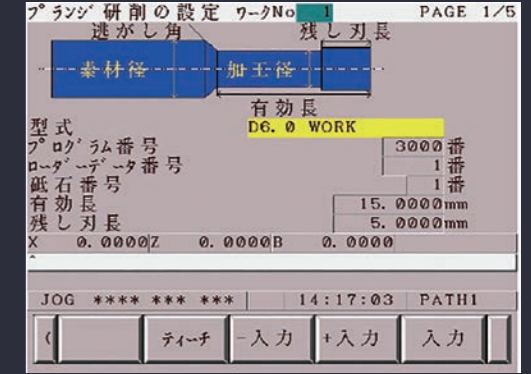 プランジ研削の設定 ワークNo 1 PAGE 1/5
逃がし角 残し刃長
素材径 加工径
有効長
型式 D6.0 WORK
プログラム番号 3000番
ローダーデータ番号 1番
砥石番号 1番
有効長 15.0000mm
残し刃長 5.0000mm
X 0.0000 Z 0.0000 B 0.0000
^
JOG **** *** *** 14:17:03 PATH1
( ティーチ -入力 +入力 入力